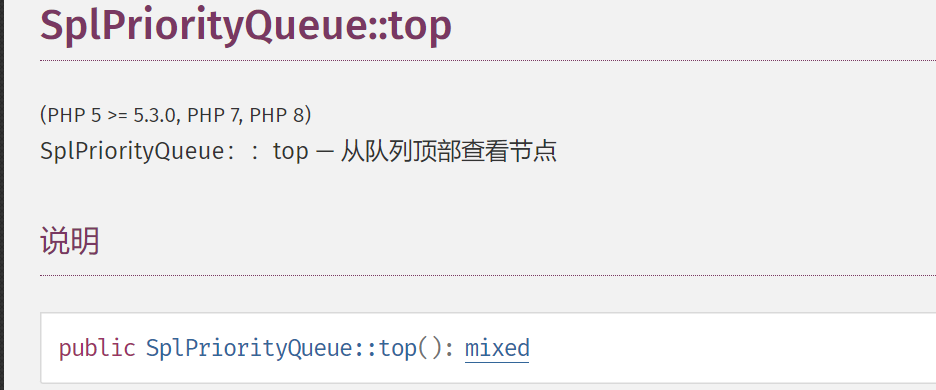 SplPriorityQueue::top
(PHP 5 >= 5.3.0, PHP 7, PHP 8)
SplPriorityQueue：：top — 从队列顶部查看节点
说明
public SplPriorityQueue::top(): mixed